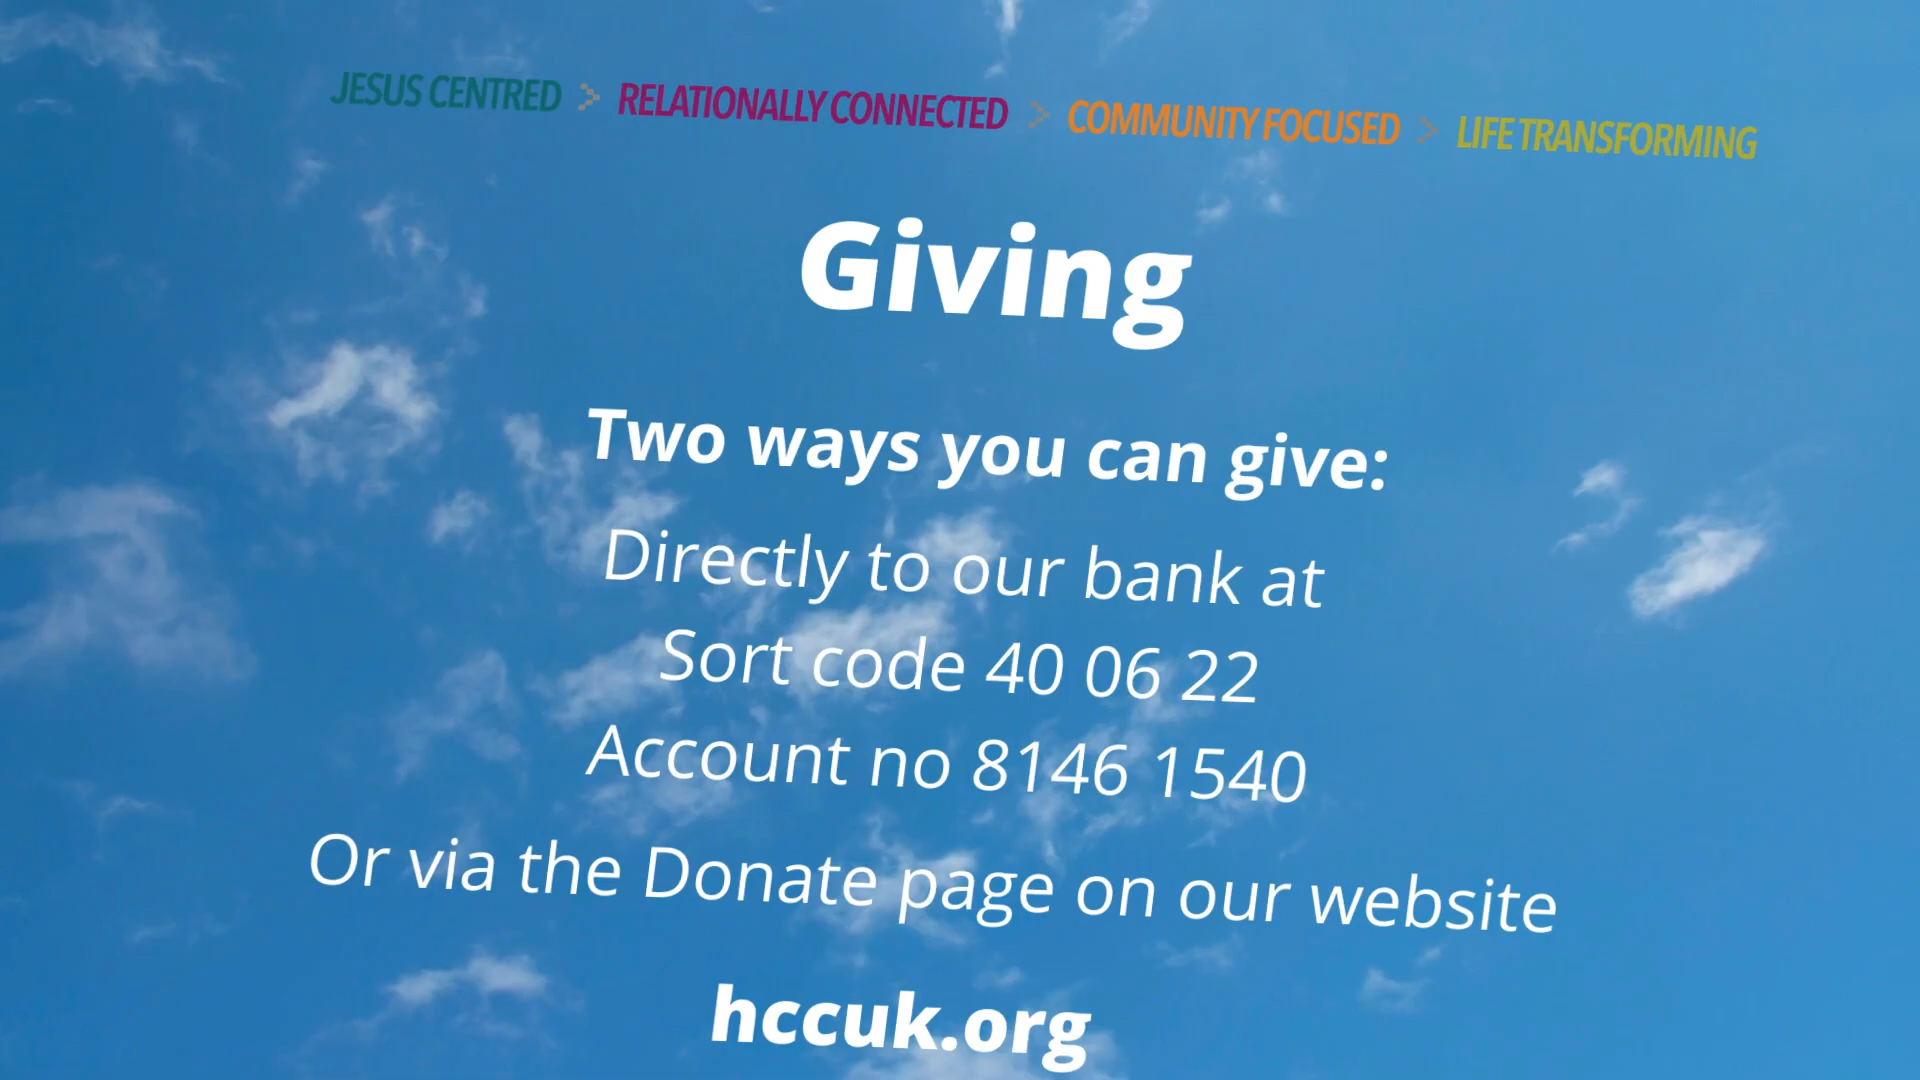 JESUS CENTRED > RELATIONALLY CONNECTED > COMMUNITY FOCUSED > LIFE TRANSFORMING
Giving
Two ways you can give:
Directly to our bank at
Sort code 40 06 22
Account no 8146 1540
Or via the Donate page on our website
hccuk.org